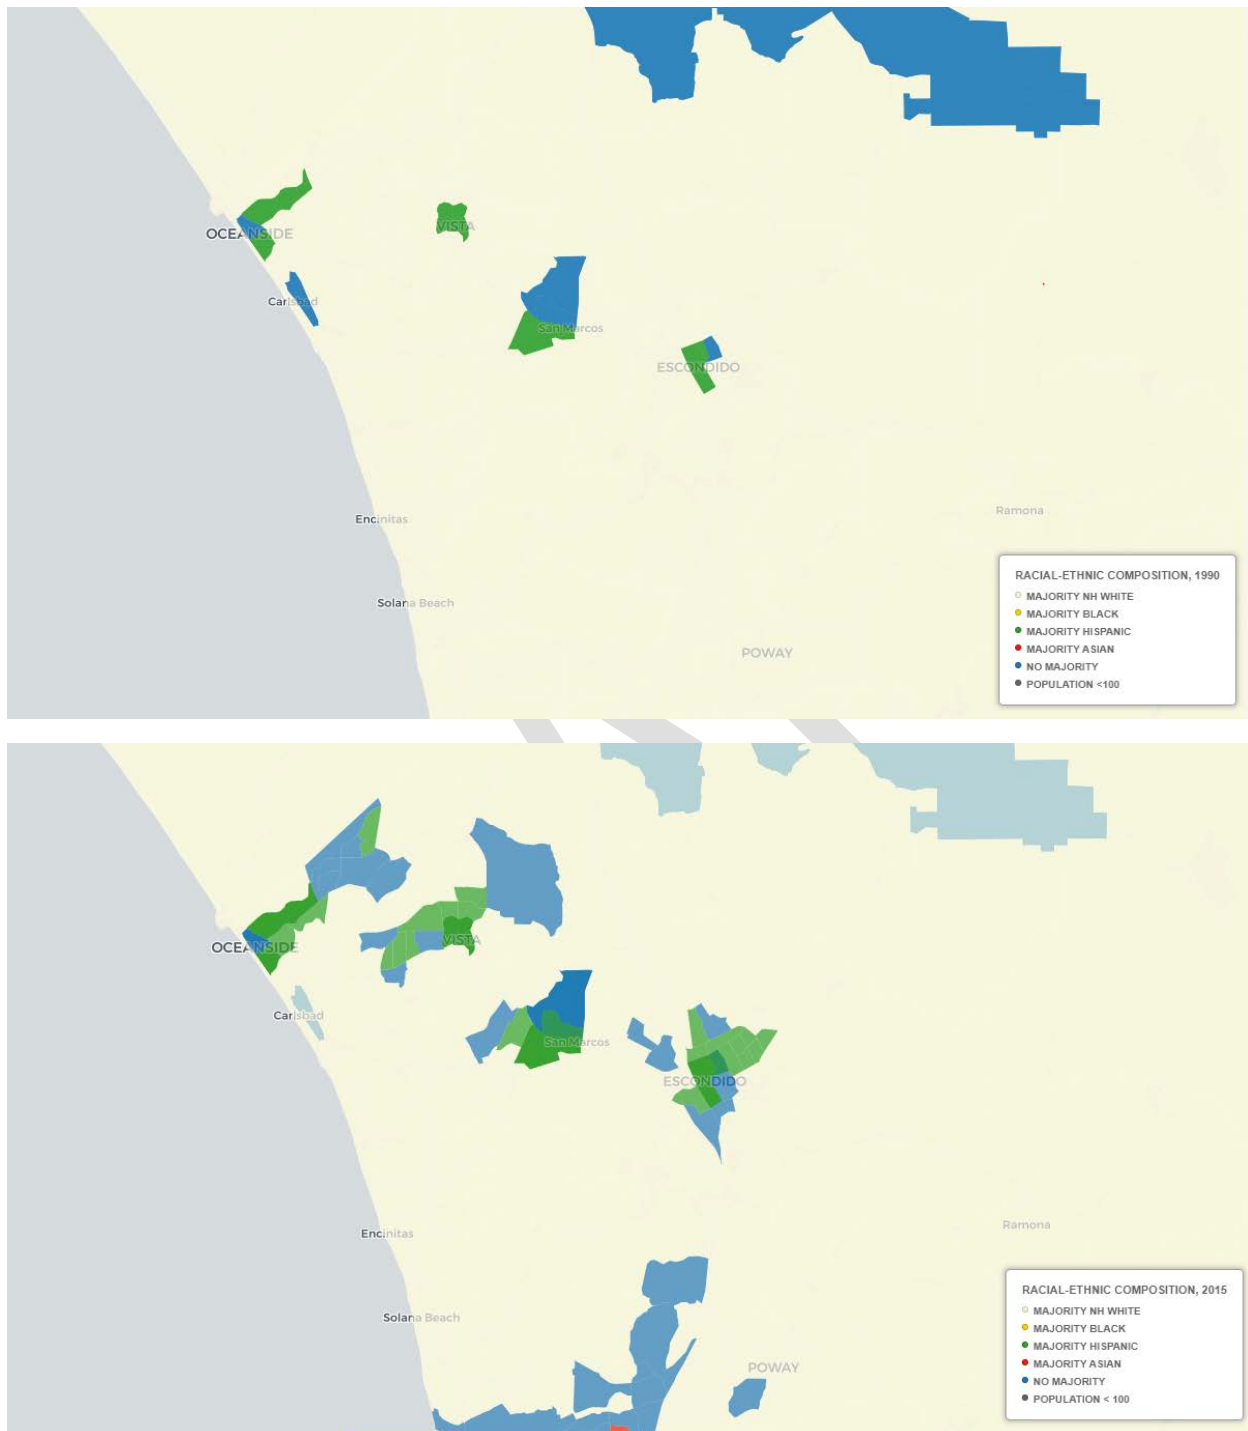 OCEANSIDE
VISTA
Carlsbad
San Marcos
ESCONDIDO
Encinitas
Ramona
Solana Beach
POWAY
RACIAL-ETHNIC COMPOSITION, 1990
MAJORITY NH WHITE
MAJORITY BLACK
MAJORITY HISPANIC
MAJORITY ASIAN
NO MAJORITY
POPULATION <100
OCEANSIDE
VISTA
Carlsbad
San Marcos
ESCONDIDO
Encinitas
Ramona
Solana Beach
POWAY
RACIAL-ETHNIC COMPOSITION, 2015
MAJORITY NH WHITE
MAJORITY BLACK
MAJORITY HISPANIC
MAJORITY ASIAN
NO MAJORITY
POPULATION < 100